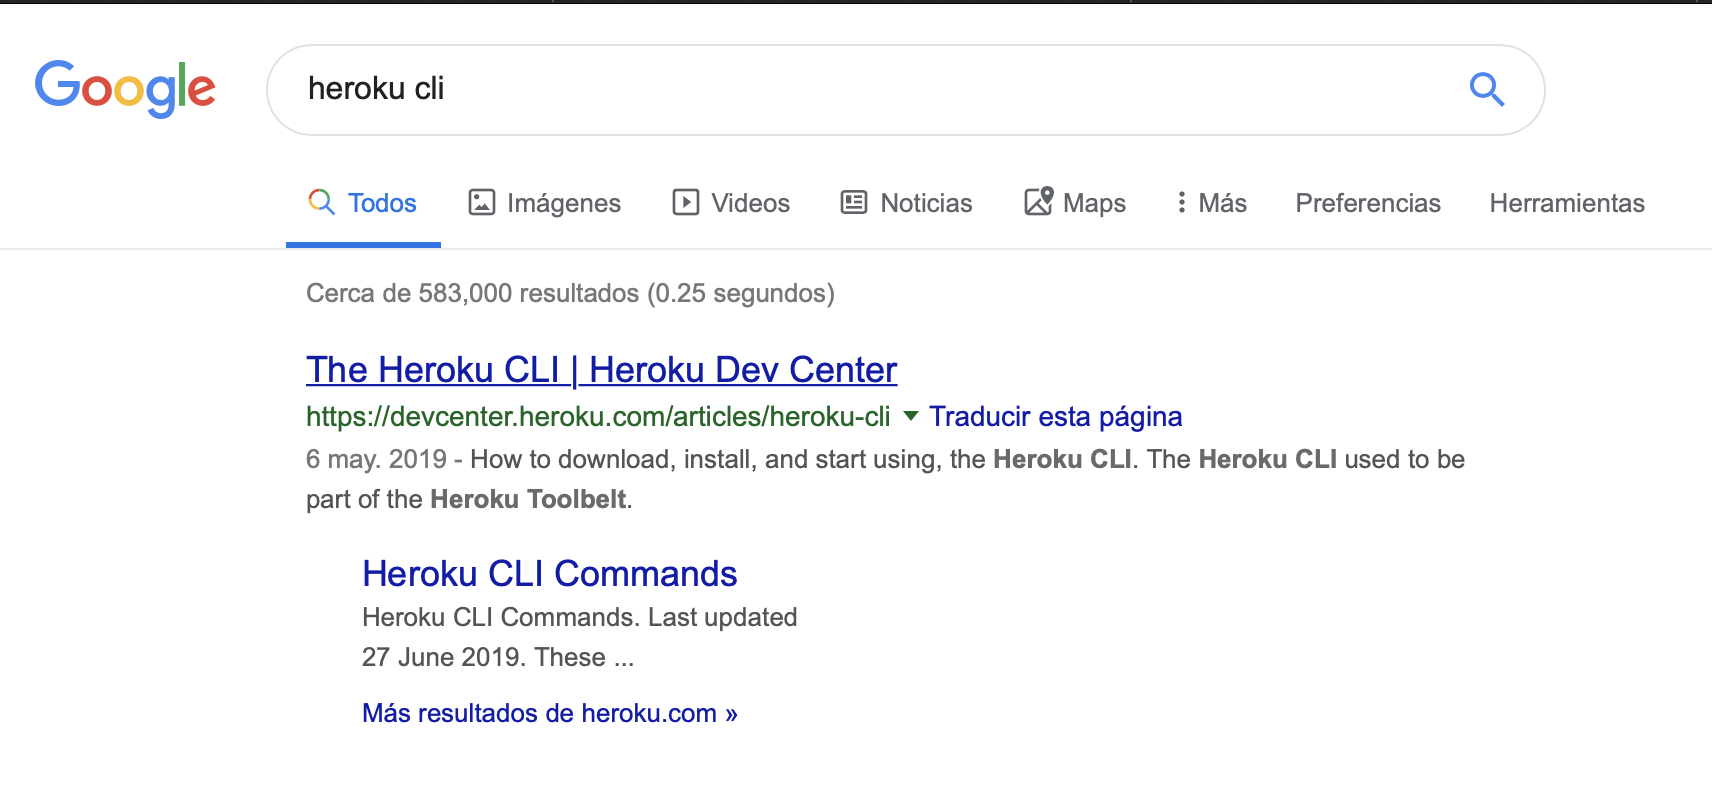 Google
heroku cli
Todos Imágenes Videos Noticias Maps Más Preferencias Herramientas
Cerca de 583,000 resultados (0.25 segundos)
The Heroku CLI | Heroku Dev Center
https://devcenter.heroku.com/articles/heroku-cli Traducir esta página
6 may. 2019 - How to download, install, and start using, the Heroku CLI. The Heroku CLI used to be
part of the Heroku Toolbelt.
Heroku CLI Commands
Heroku CLI Commands. Last updated
27 June 2019. These ...
Más resultados de heroku.com »